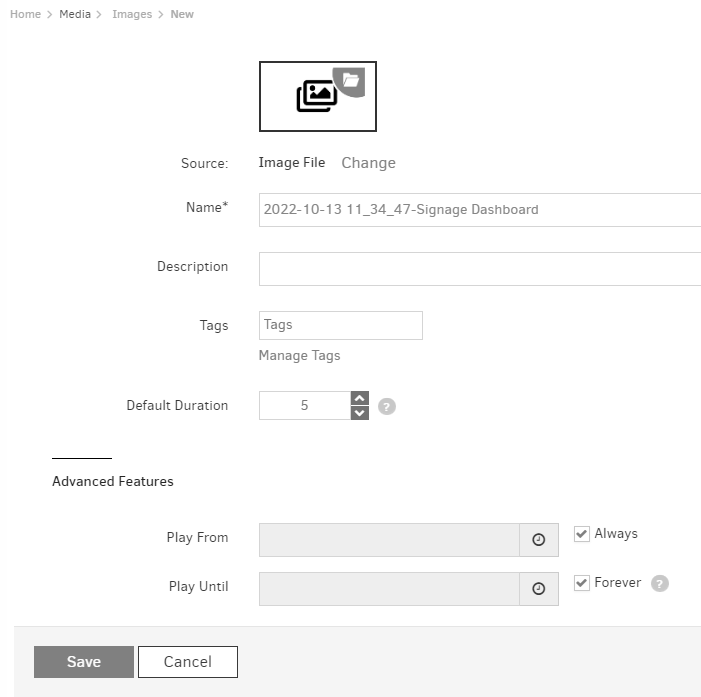 Home > Media > Images > New
Source: Image File Change
Name* 2022-10-13 11_34_47-Signage Dashboard
Description
Tags Tags
Manage Tags
Default Duration 5 ?
Advanced Features
Play From Always
Play Until Forever ?
Save Cancel